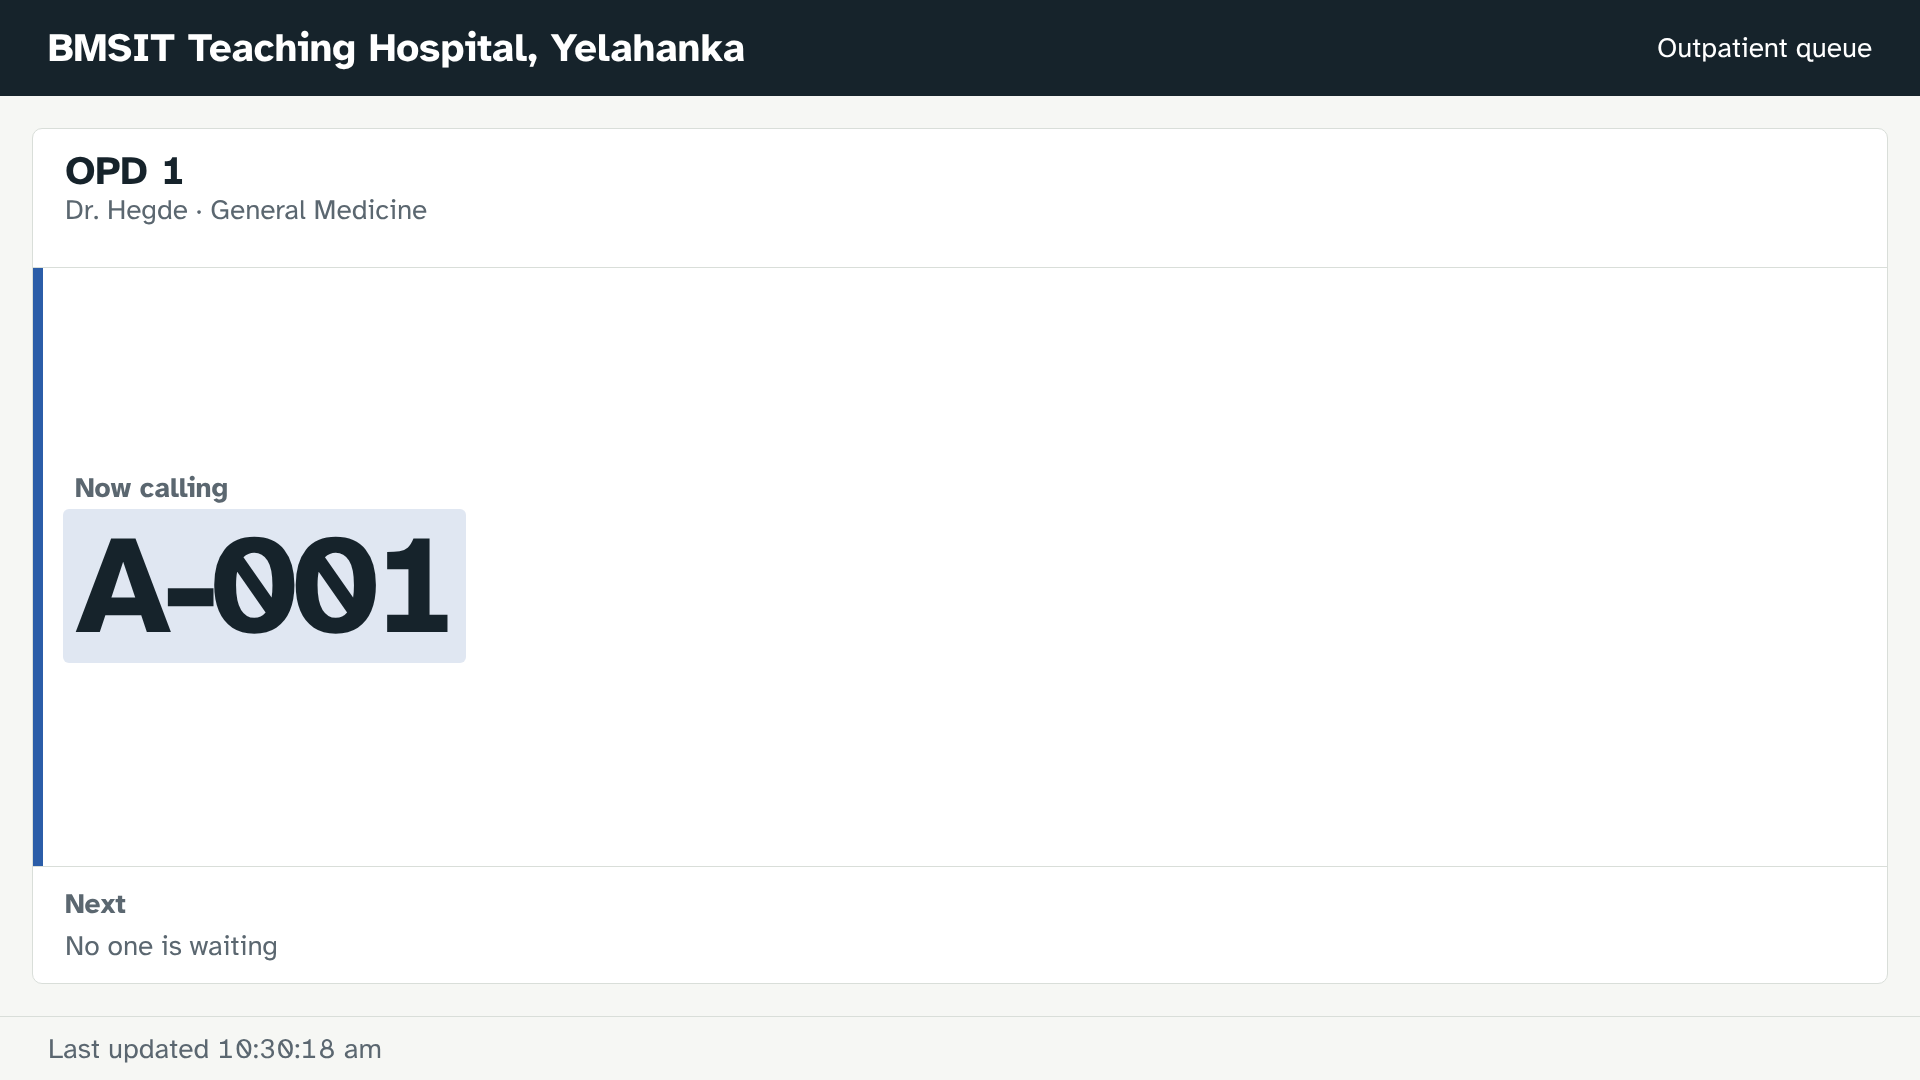 BMSIT Teaching Hospital, Yelahanka
Outpatient queue
OPD 1
Dr. Hegde · General Medicine
Now calling
A-001
Next
No one is waiting
Last updated 10:30:18 am